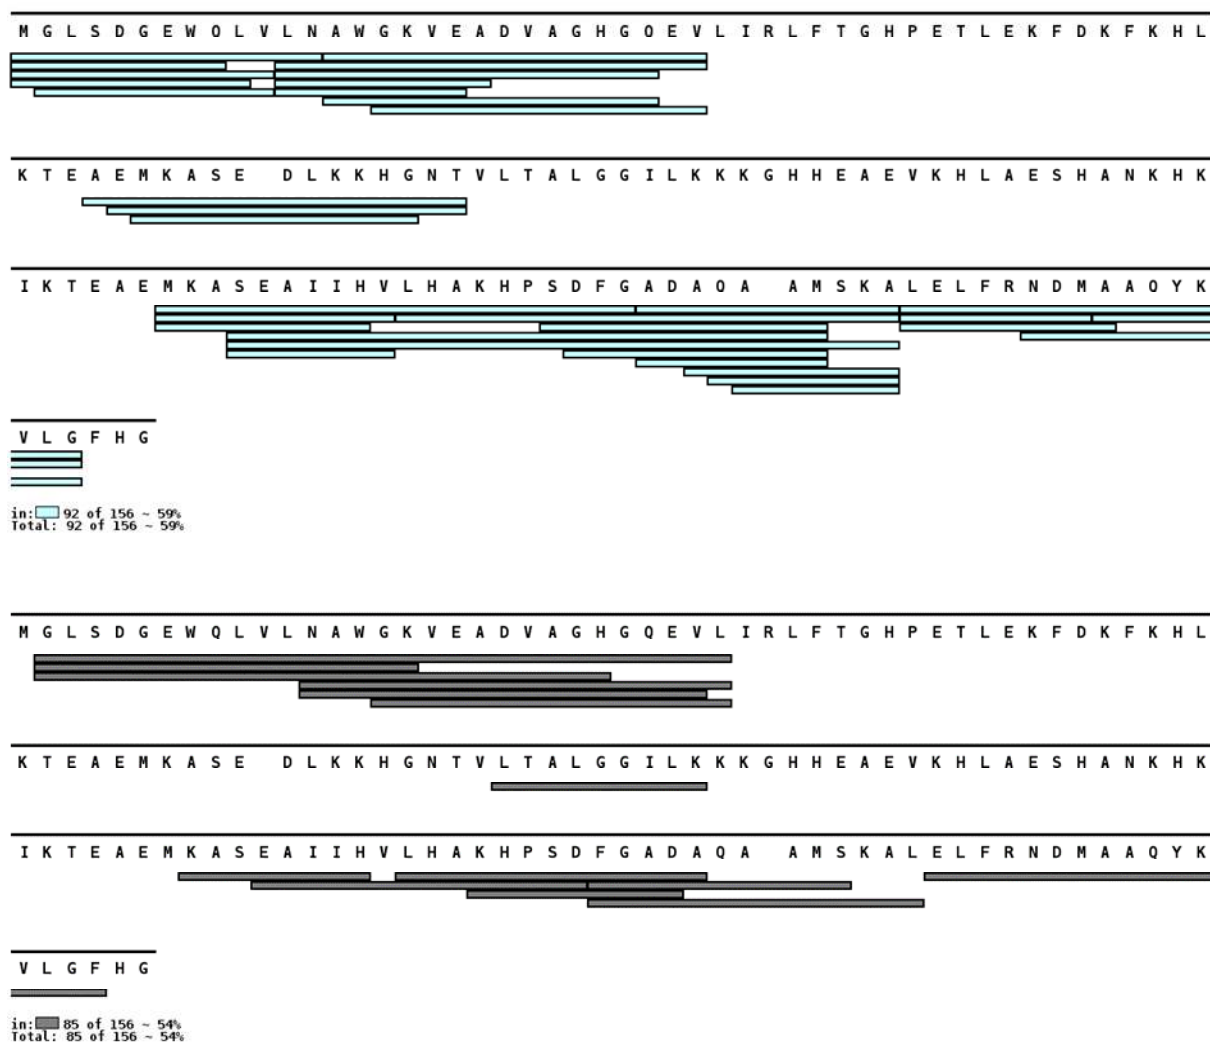 M G L S D G E W O L V L N A W G K V E A D V A G H G O E V L I R L F T G H P E T L E K F D K F K H L
K T E A E M K A S E   D L K K H G N T V L T A L G G I L K K K G H H E A E V K H L A E S H A N K H K
I K T E A E M K A S E A I I H V L H A K H P S D F G A D A O A   A M S K A L E L F R N D M A A O Y K
V L G F H G
in: 92 of 156 ~ 59%
Total: 92 of 156 ~ 59%
M G L S D G E W Q L V L N A W G K V E A D V A G H G Q E V L I R L F T G H P E T L E K F D K F K H L
K T E A E M K A S E   D L K K H G N T V L T A L G G I L K K K G H H E A E V K H L A E S H A N K H K
I K T E A E M K A S E A I I H V L H A K H P S D F G A D A Q A   A M S K A L E L F R N D M A A Q Y K
V L G F H G
in: 85 of 156 ~ 54%
Total: 85 of 156 ~ 54%